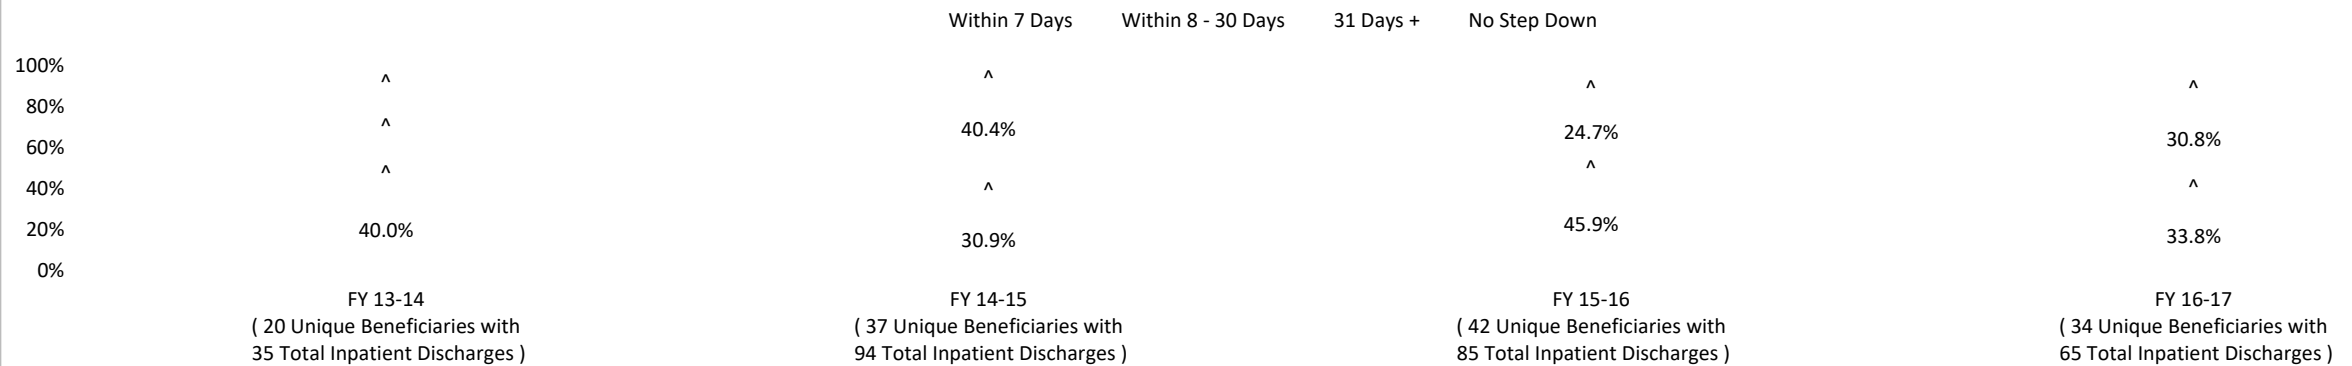 Within 7 Days Within 8 - 30 Days 31 Days + No Step Down
100%
80%
60%
40%
20%
0%
^
^
^
40.0%
^
40.4%
^
30.9%
^
24.7%
^
45.9%
^
30.8%
^
33.8%
FY 13-14
( 20 Unique Beneficiaries with
35 Total Inpatient Discharges )
FY 14-15
( 37 Unique Beneficiaries with
94 Total Inpatient Discharges )
FY 15-16
( 42 Unique Beneficiaries with
85 Total Inpatient Discharges )
FY 16-17
( 34 Unique Beneficiaries with
65 Total Inpatient Discharges )